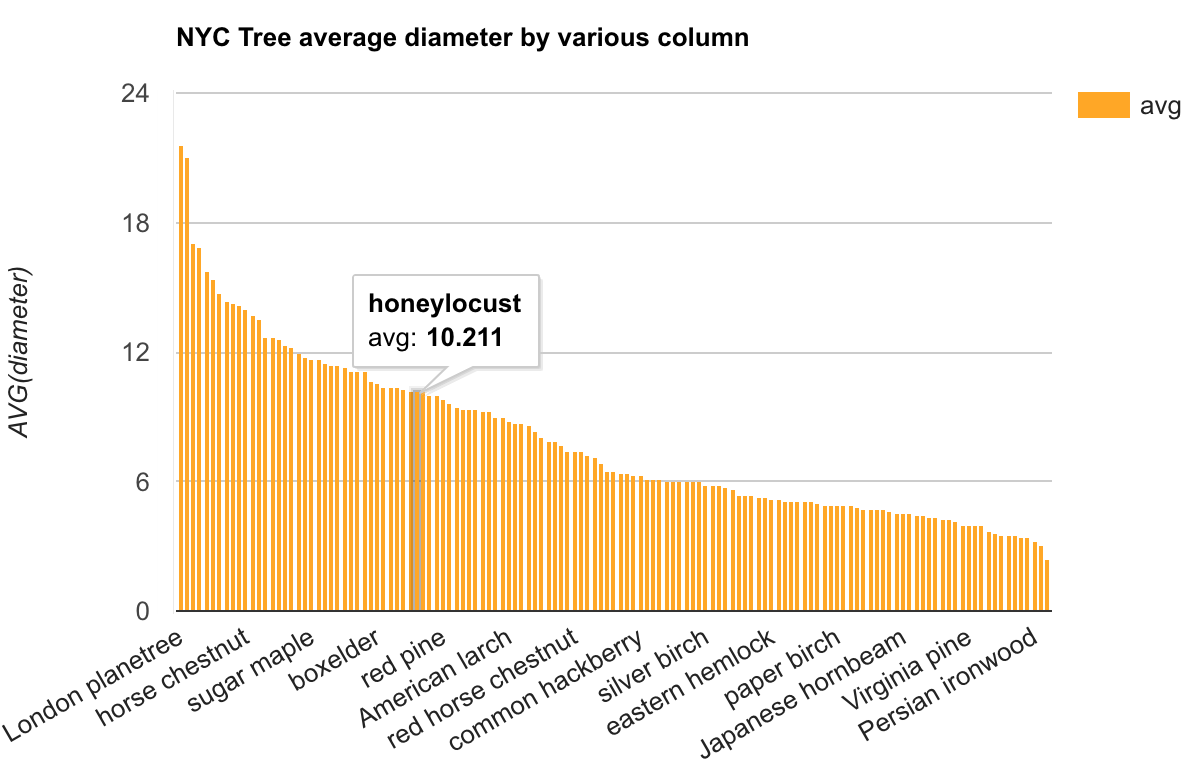 NYC Tree average diameter by various column
avg
AVG(diameter)
24
18
12
6
0
honeylocust
avg: 10.211
London planetree
horse chestnut
sugar maple
boxelder
red pine
American larch
red horse chestnut
common hackberry
silver birch
eastern hemlock
paper birch
Japanese hornbeam
Virginia pine
Persian ironwood